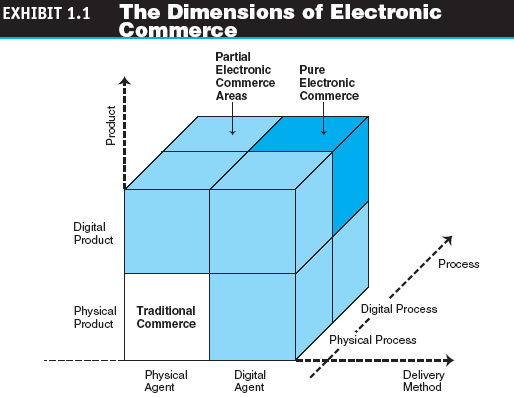 EXHIBIT 1.1
The Dimensions of Electronic
Commerce
Partial
Electronic
Commerce
Areas
Pure
Electronic
Commerce
Product
Digital
Product
Process
Physical
Product
Traditional
Commerce
Digital Process
Physical Process
Physical
Agent
Digital
Agent
Delivery
Method